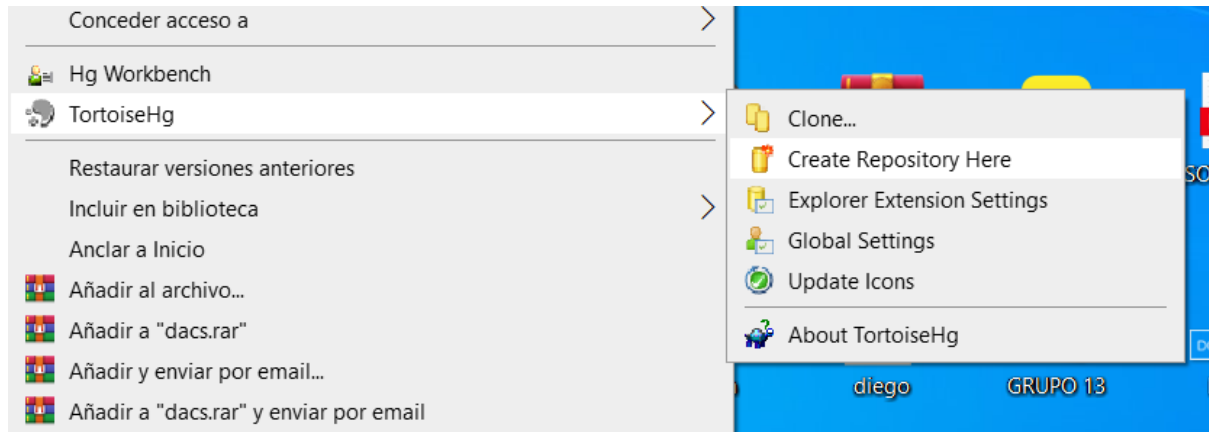 Conceder acceso a
Hg Workbench
TortoiseHg
Restaurar versiones anteriores
Incluir en biblioteca
Anclar a Inicio
Añadir al archivo...
Añadir a "dacs.rar"
Añadir y enviar por email...
Añadir a "dacs.rar" y enviar por email
Clone...
Create Repository Here
Explorer Extension Settings
Global Settings
Update Icons
About TortoiseHg
SO
diego
GRUPO 13